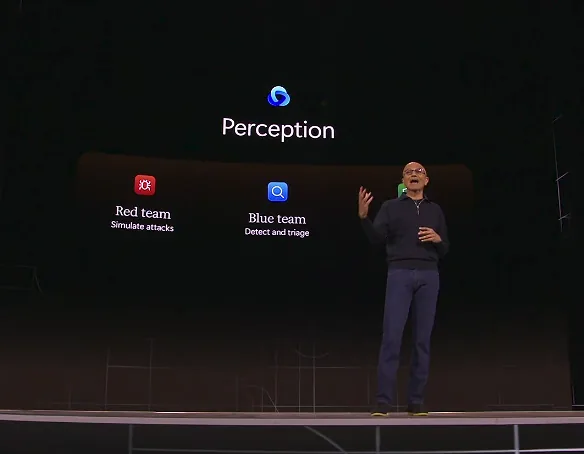 Perception
Red team
Simulate attacks
Blue team
Detect and triage